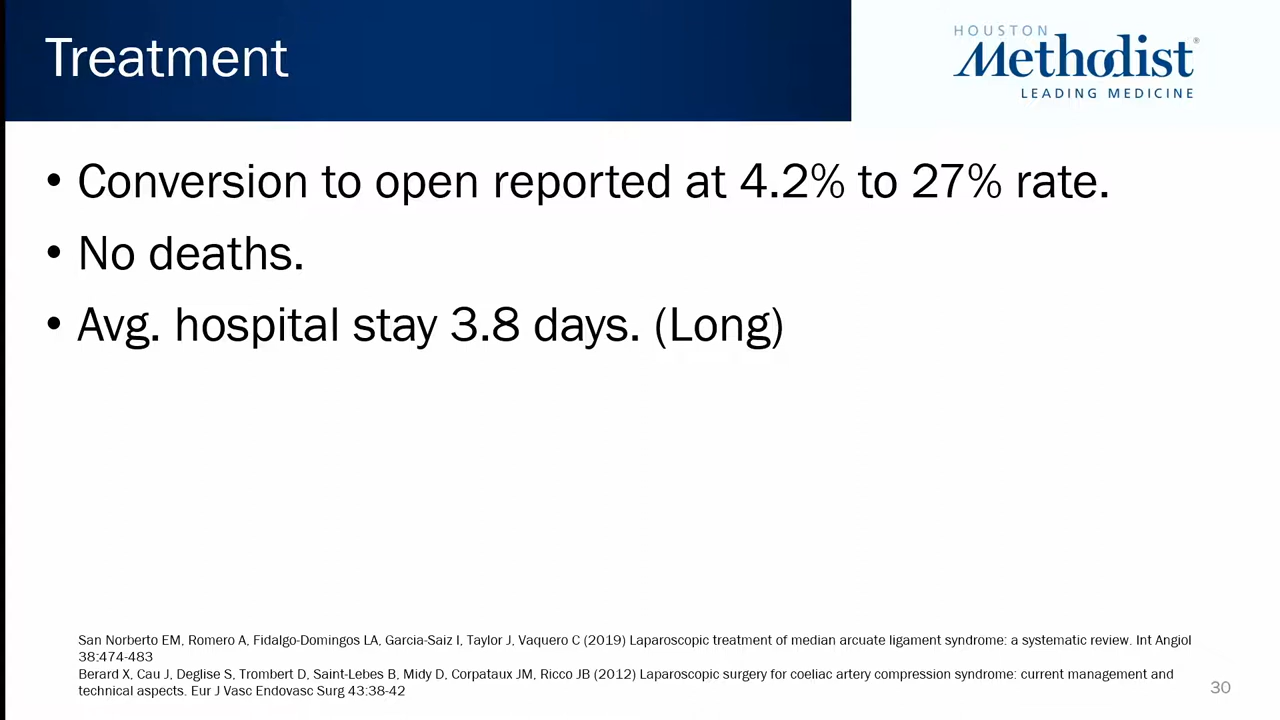 Treatment
HOUSTON
Methodist®
LEADING MEDICINE
• Conversion to open reported at 4.2% to 27% rate.
• No deaths.
• Avg. hospital stay 3.8 days. (Long)
San Norberto EM, Romero A, Fidalgo-Domingos LA, Garcia-Saiz I, Taylor J, Vaquero C (2019) Laparoscopic treatment of median arcuate ligament syndrome: a systematic review. Int Angiol
38:474-483
Berard X, Cau J, Deglise S, Trombert D, Saint-Lebes B, Midy D, Corpataux JM, Ricco JB (2012) Laparoscopic surgery for coeliac artery compression syndrome: current management and
technical aspects. Eur J Vasc Endovasc Surg 43:38-42
30